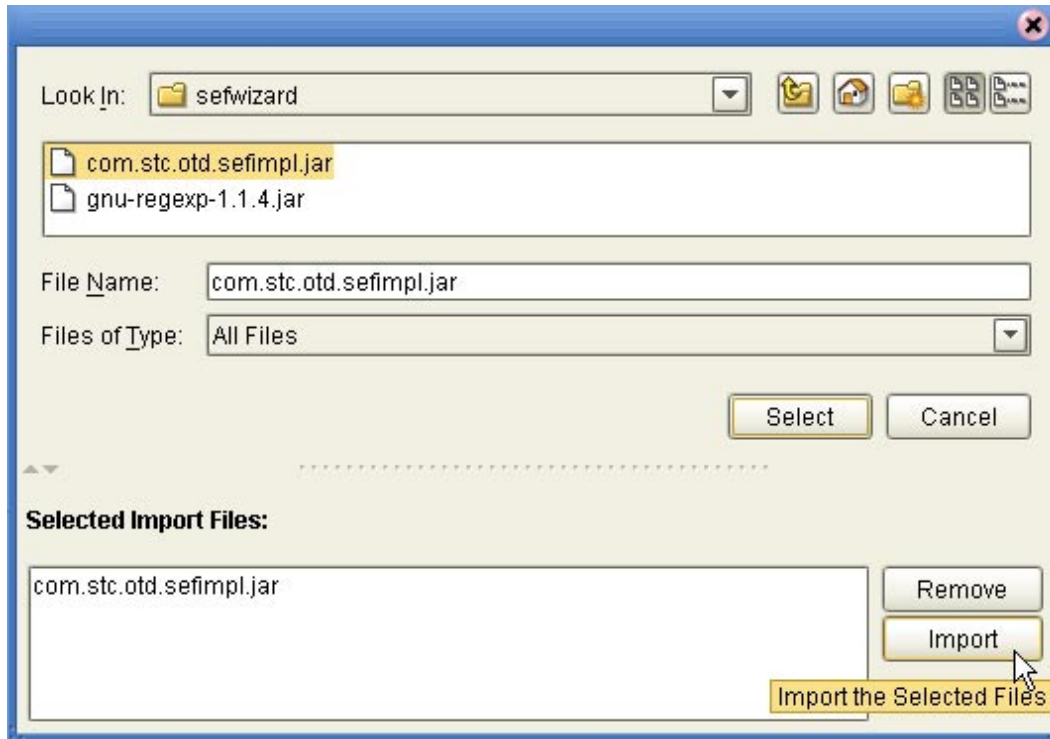 Look In: sefwizard
com.stc.otd.sefimpl.jar
gnu-regexp-1.1.4.jar
File Name: com.stc.otd.sefimpl.jar
Files of Type: All Files
Select Cancel
Selected Import Files:
com.stc.otd.sefimpl.jar
Remove
Import
Import the Selected Files